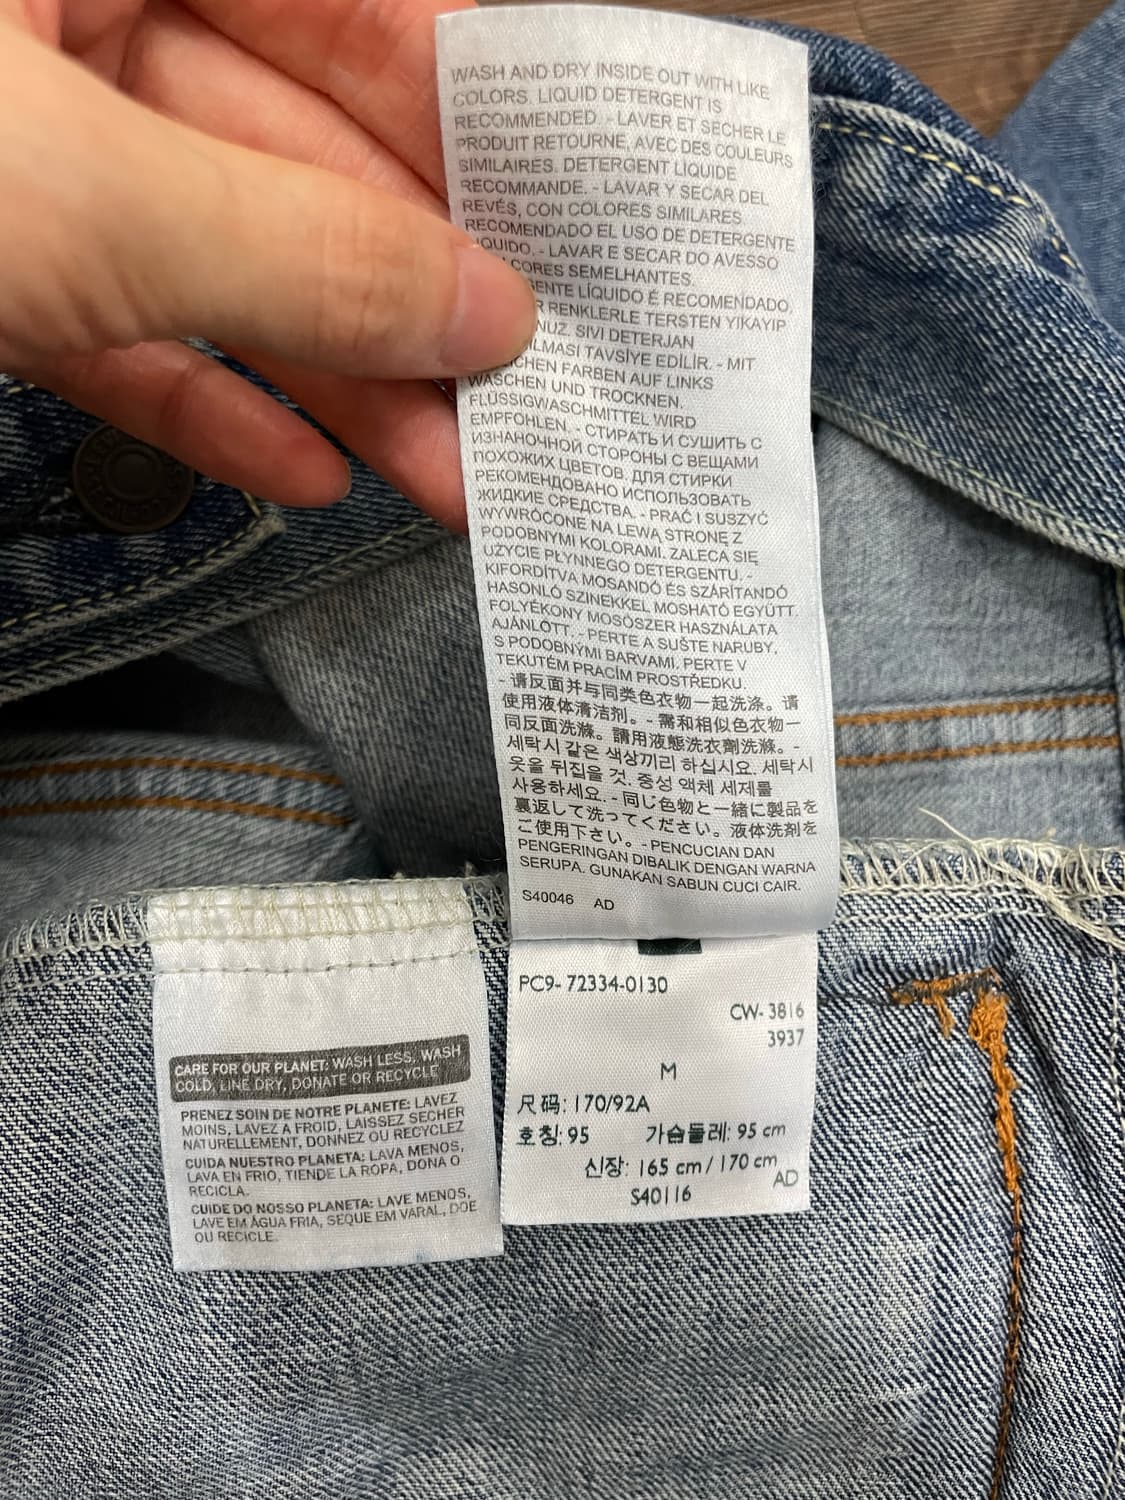 WASH AND DRY INSIDE OUT WITH LIKE
COLORS. LIQUID DETERGENT IS
RECOMMENDED. - LAVER ET SECHER LE
PRODUIT RETOURNE, AVEC DES COULEURS
SIMILAIRES. DETERGENT LIQUIDE
RECOMMANDE. - LAVAR Y SECAR DEL
REVÉS, CON COLORES SIMILARES.
RECOMENDADO EL USO DE DETERGENTE
LIQUIDO. - LAVAR E SECAR DO AVESSO
CORES SEMELHANTES.
LÍQUIDO É RECOMENDADO.
RENKLERLE TERSTEN YIKAYIP
SIVI DETERJAN
TAVSİYE EDİLİR. - MIT
FARBEN AUF LINKS
WASCHEN UND TROCKNEN.
FLÜSSIGWASCHMITTEL WIRD
EMPFOHLEN. - СТИРАТЬ И СУШИТЬ С
ИЗНАНОЧНОЙ СТОРОНЫ С ВЕЩАМИ
ПОХОЖИХ ЦВЕТОВ. ДЛЯ СТИРКИ
РЕКОМЕНДОВАНО ИСПОЛЬЗОВАТЬ
ЖИДКИЕ СРЕДСТВА. - PRAĆ I SUSZYĆ
WYWRÓCONE NA LEWĄ STRONĘ Z
PODOBNYMI KOLORAMI. ZALECA SIĘ
UŻYCIE PŁYNNEGO DETERGENTU. -
KIFORDÍTVA MOSANDÓ ÉS SZÁRÍTANDÓ
HASONLÓ SZINEKKEL MOSHATÓ EGYÜTT.
FOLYÉKONY MOSÓSZER HASZNÁLATA
AJÁNLOTT. - PERTE A SUŠTE NARUBY,
S PODOBNÝMI BARVAMI. PERTE V
TEKUTÉM PRACÍM PROSTŘEDKU.
- 请反面并与同类色衣物一起洗涤。请
使用液体清洁剂。- 需和相似色衣物一
同反面洗滌。請用液態洗衣劑洗滌。-
세탁시 같은 색상끼리 하십시요. 세탁시
옷을 뒤집을 것. 중성 액체 세제를
사용하세요. - 同じ色物と一緒に製品を
裏返して洗ってください。液体洗剤を
ご使用下さい。- PENCUCIAN DAN
PENGERINGAN DIBALIK DENGAN WARNA
SERUPA. GUNAKAN SABUN CUCI CAIR.
S40046 AD
PC9- 72334-0130
CW- 3816
3937
M
尺码: 170/92A
호칭: 95 가슴둘레: 95 cm
신장: 165 cm / 170 cm
AD
S40116
CARE FOR OUR PLANET: WASH LESS, WASH
COLD, LINE DRY, DONATE OR RECYCLE
PRENEZ SOIN DE NOTRE PLANETE: LAVEZ
MOINS, LAVEZ A FROID, LAISSEZ SECHER
NATURELLEMENT, DONNEZ OU RECYCLEZ
CUIDA NUESTRO PLANETA: LAVA MENOS,
LAVA EN FRIO, TIENDE LA ROPA, DONA O
RECICLA.
CUIDE DO NOSSO PLANETA: LAVE MENOS,
LAVE EM ÁGUA FRIA, SEQUE EM VARAL, DOE
OU RECICLE.